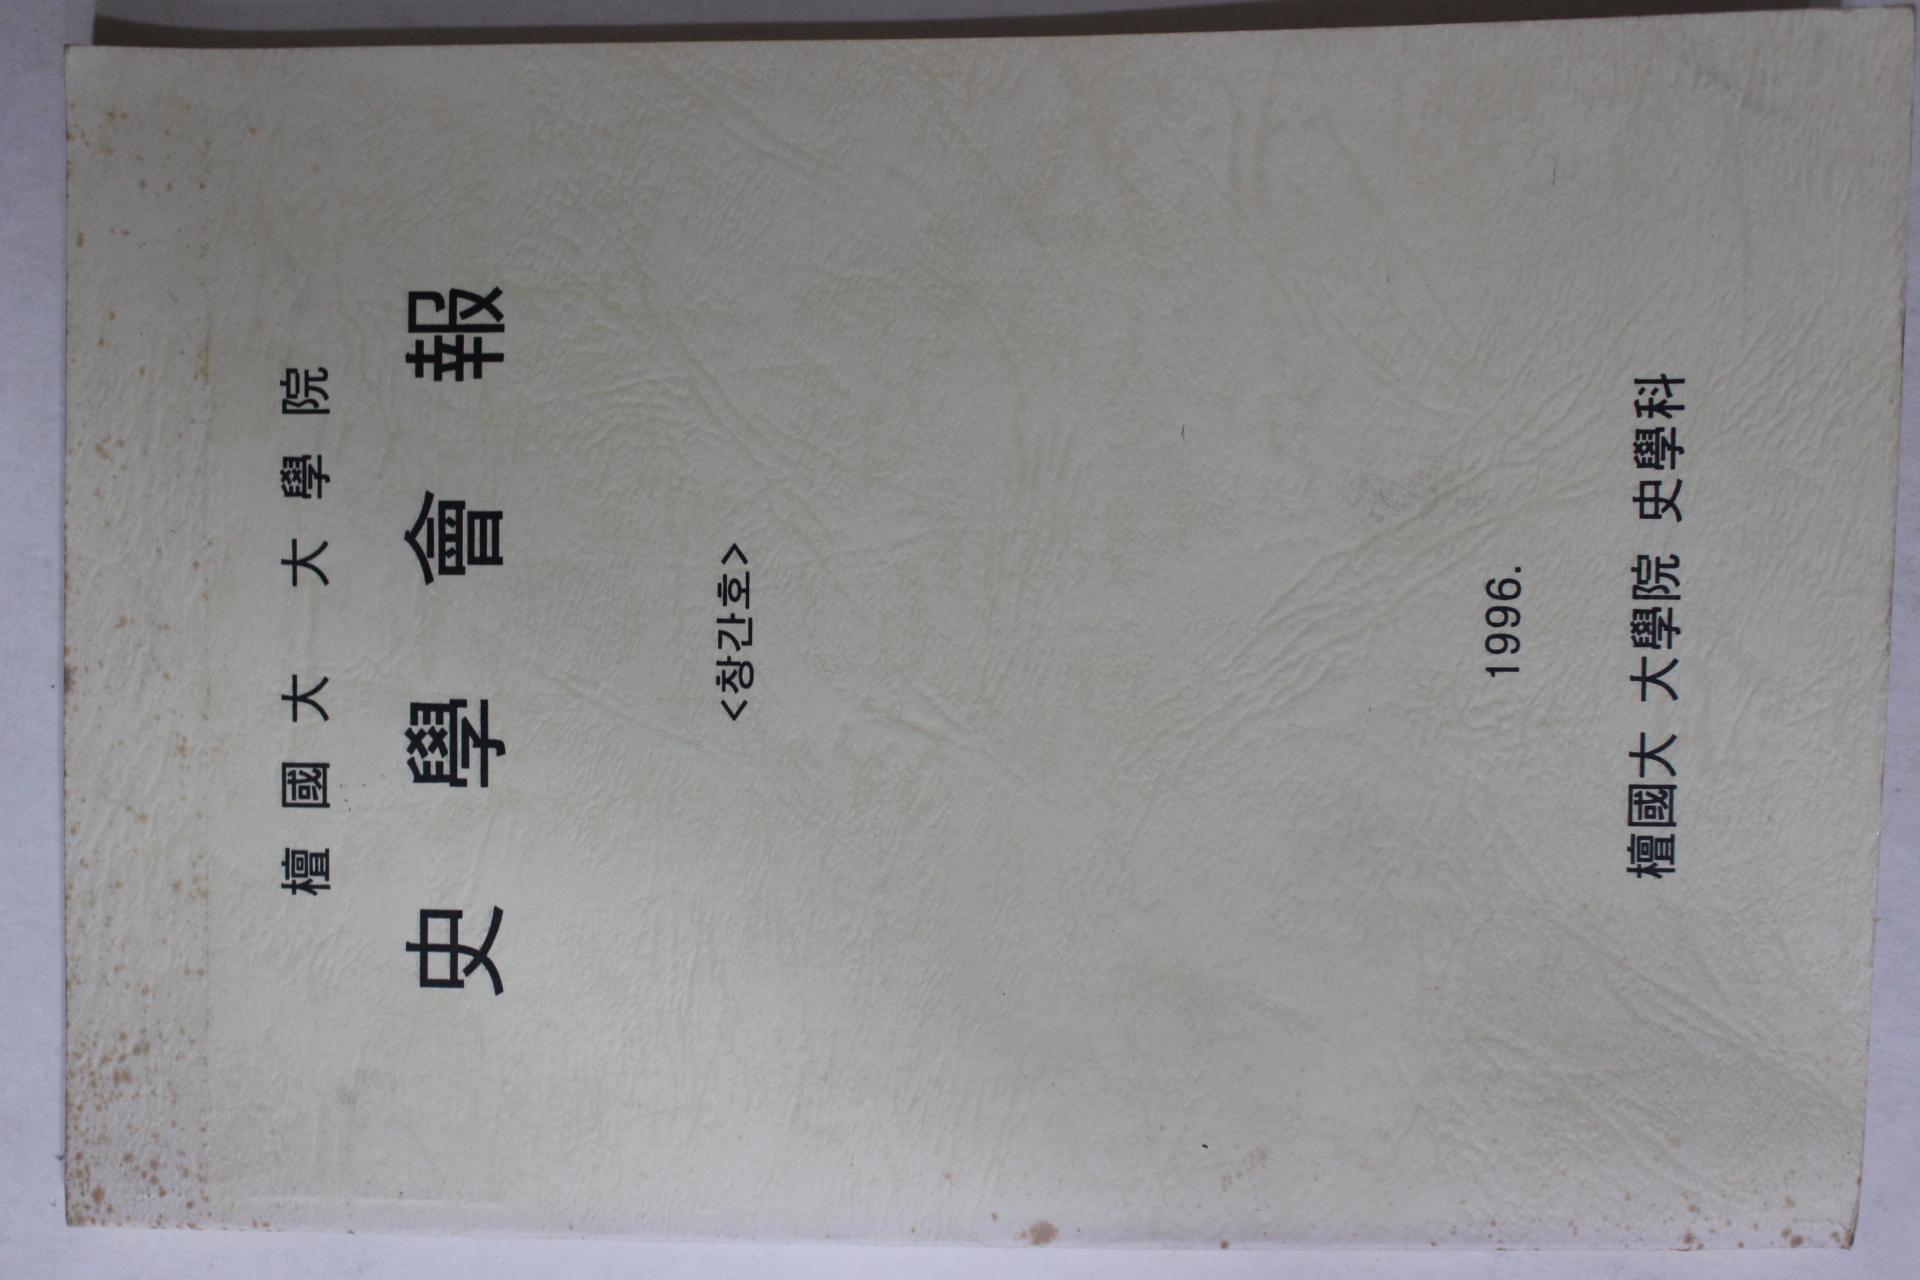 檀國大 大學院
史學會報
<창간호>
1996.
檀國大 大學院 史學科